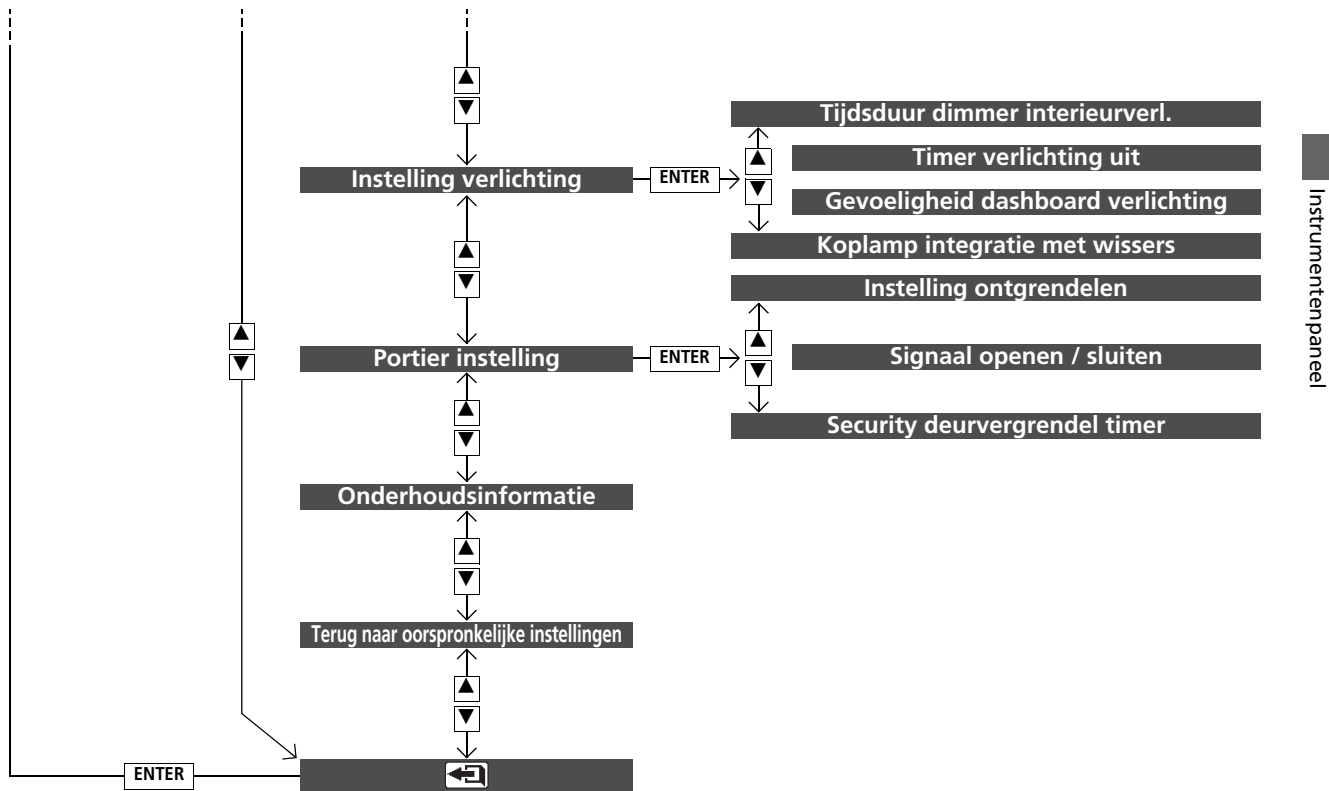 Tijdsduur dimmer interieurverl.
Timer verlichting uit
Instelling verlichting
ENTER
Gevoeligheid dashboard verlichting
Koplamp integratie met wissers
Instelling ontgrendelen
Portier instelling
ENTER
Signaal openen / sluiten
Security deurvergrendel timer
Onderhoudsinformatie
Terug naar oorspronkelijke instellingen
ENTER
Instrumentenpaneel